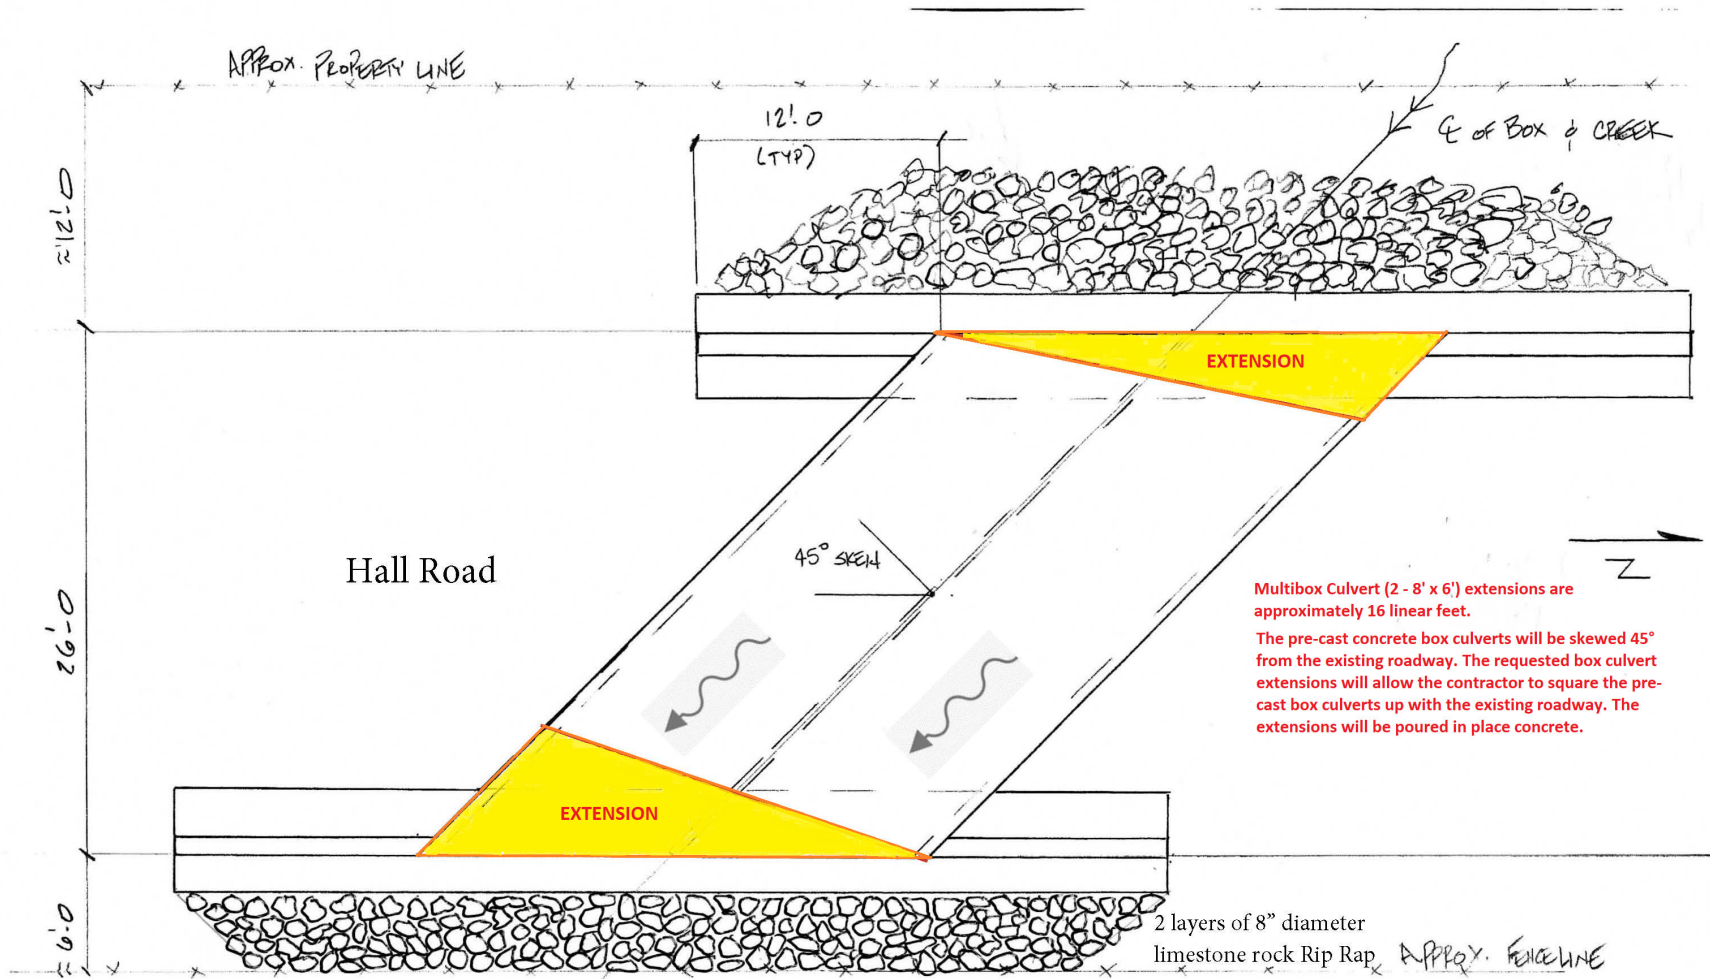 APPROX. PROPERTY LINE
12'.0
(TYP)
℄ OF BOX & CREEK
≈12'.0
EXTENSION
45° SKEW
Hall Road
Z
26'-0
Multibox Culvert (2 - 8' x 6') extensions are
approximately 16 linear feet.
The pre-cast concrete box culverts will be skewed 45°
from the existing roadway. The requested box culvert
extensions will allow the contractor to square the pre-
cast box culverts up with the existing roadway. The
extensions will be poured in place concrete.
EXTENSION
≈6'.0
2 layers of 8” diameter
limestone rock Rip Rap
APPROX. FENCELINE